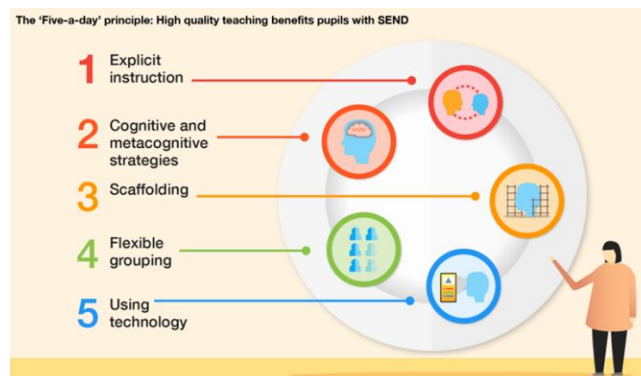 The ‘Five-a-day’ principle: High quality teaching benefits pupils with SEND
1 Explicit
instruction
2 Cognitive and
metacognitive
strategies
3 Scaffolding
4 Flexible
grouping
5 Using
technology